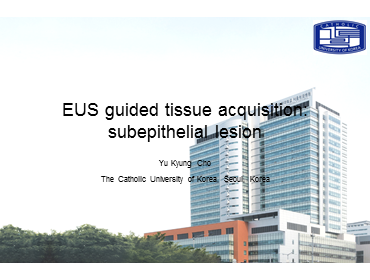 CATHOLIC
UNIVERSITY OF KOREA
EUS guided tissue acquisition:
subepithelial lesion
Yu Kyung Cho
The Catholic University of Korea, Seoul, Korea